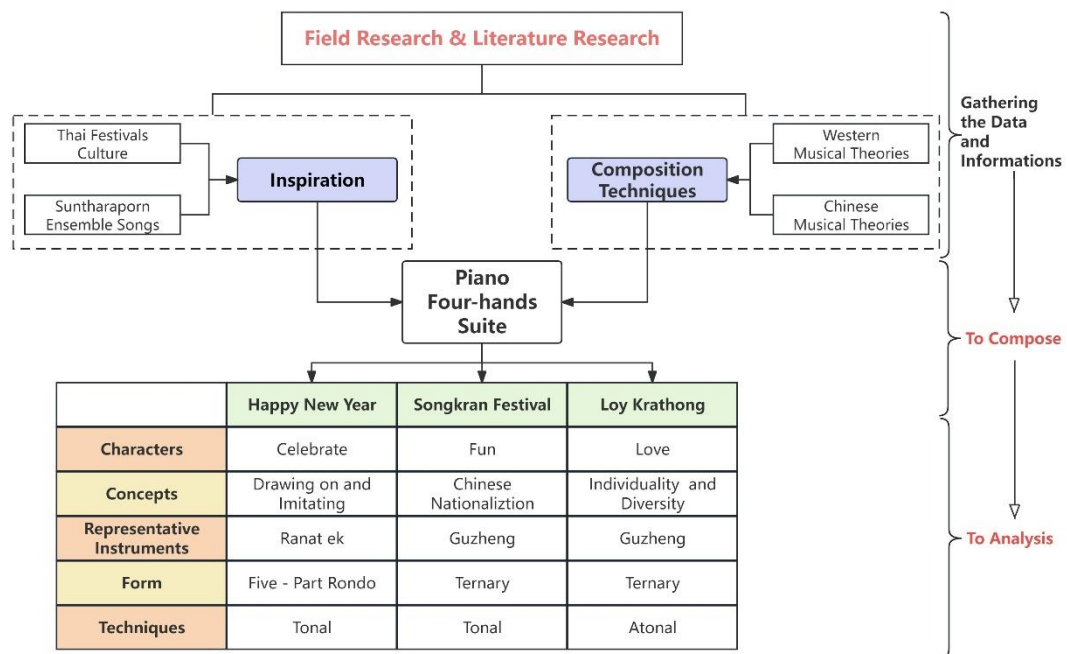 Field Research & Literature Research
Gathering
the Data
and
Informations
Thai Festivals
Culture
Suntharaporn
Ensemble Songs
Inspiration
Composition
Techniques
Western
Musical Theories
Chinese
Musical Theories
Piano
Four-hands
Suite
To Compose
Happy New Year
Songkran Festival
Loy Krathong
Characters
Celebrate
Fun
Love
Concepts
Drawing on and
Imitating
Chinese
Nationaliztion
Individuality and
Diversity
Representative
Instruments
Ranat ek
Guzheng
Guzheng
To Analysis
Form
Five - Part Rondo
Ternary
Ternary
Techniques
Tonal
Tonal
Atonal